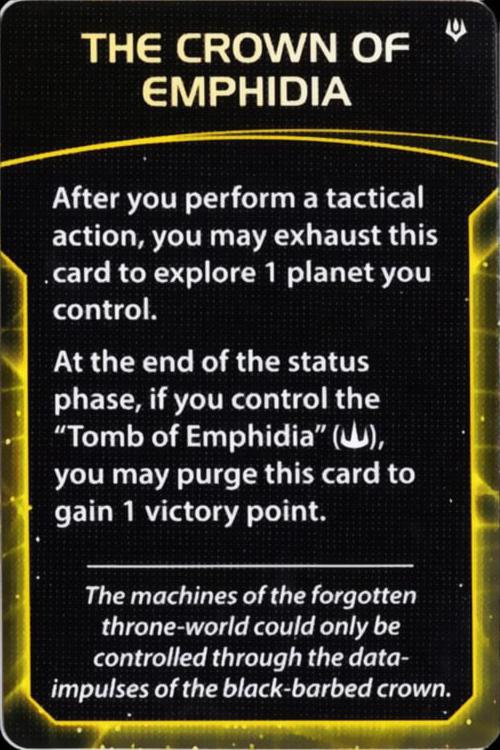 THE CROWN OF
EMPHIDIA
After you perform a tactical
action, you may exhaust this
card to explore 1 planet you
control.
At the end of the status
phase, if you control the
“Tomb of Emphidia” (),
you may purge this card to
gain 1 victory point.
The machines of the forgotten
throne-world could only be
controlled through the data-
impulses of the black-barbed crown.